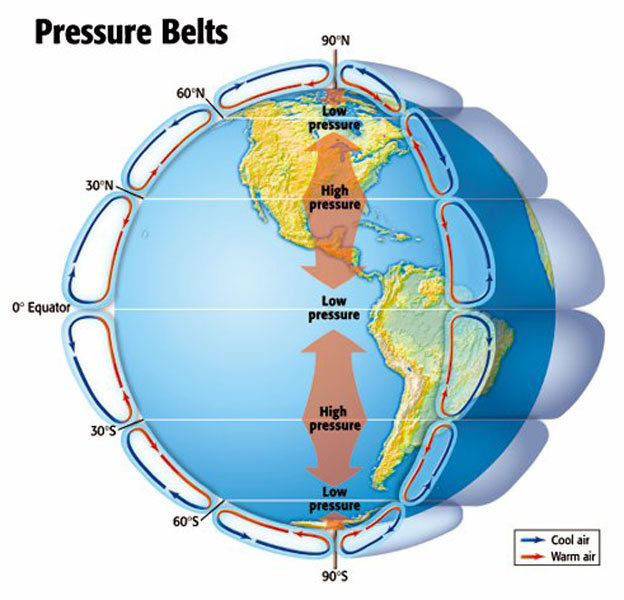 Pressure Belts
90°N
60°N
Low
pressure
30°N
High
pressure
0° Equator
Low
pressure
High
pressure
30°S
Low
pressure
60°S
90°S
Cool air
Warm air